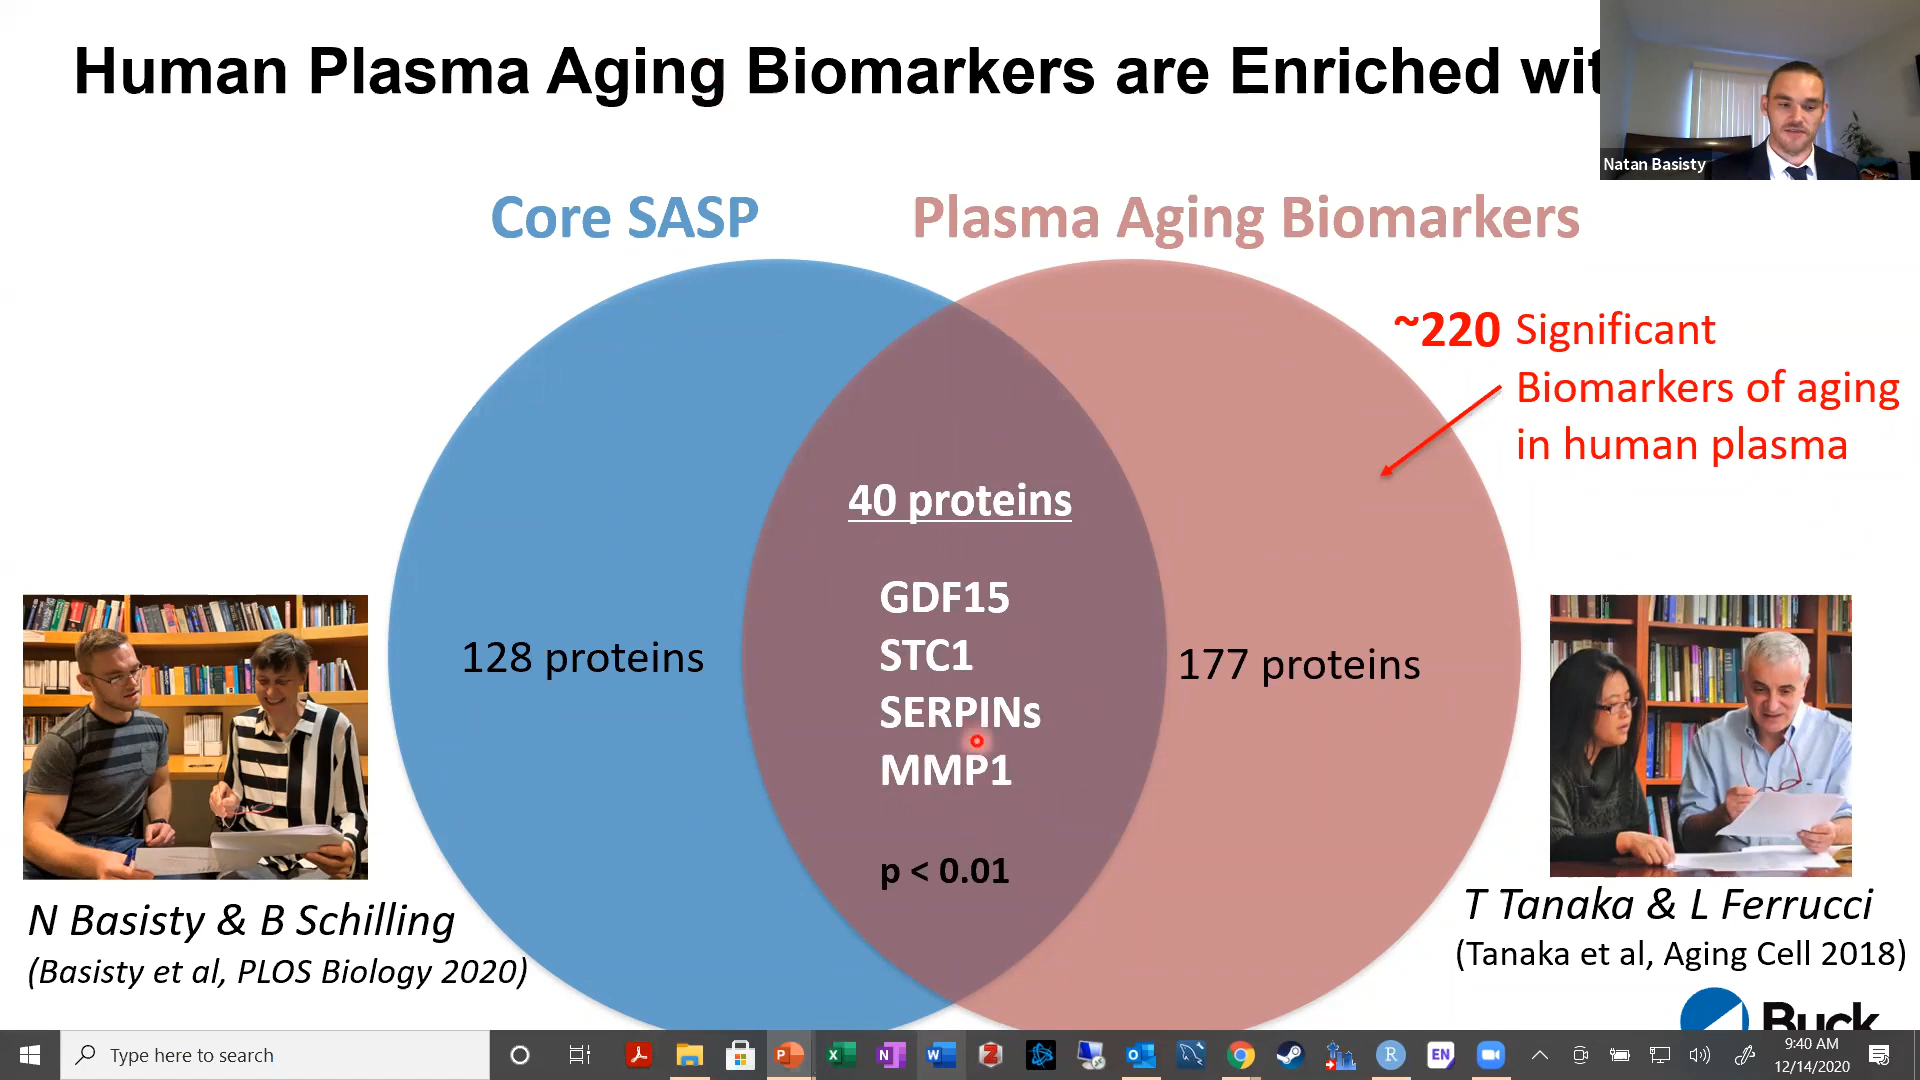 Human Plasma Aging Biomarkers are Enriched
Natan Basisty
Core SASP
Plasma Aging Biomarkers
~220 Significant
Biomarkers of aging
in human plasma
40 proteins
GDF15
STC1
SERPINs
MMP1
p < 0.01
128 proteins
177 proteins
N Basisty & B Schilling
(Basisty et al, PLOS Biology 2020)
T Tanaka & L Ferrucci
(Tanaka et al, Aging Cell 2018)
Buck
Type here to search
EN
9:40 AM
12/14/2020